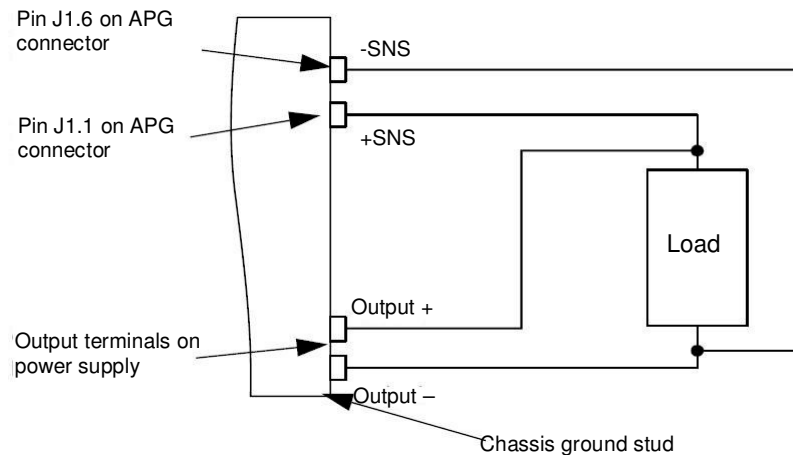 Pin J1.6 on APG
connector
-SNS
Pin J1.1 on APG
connector
+SNS
Load
Output +
Output terminals on
power supply
Output –
Chassis ground stud